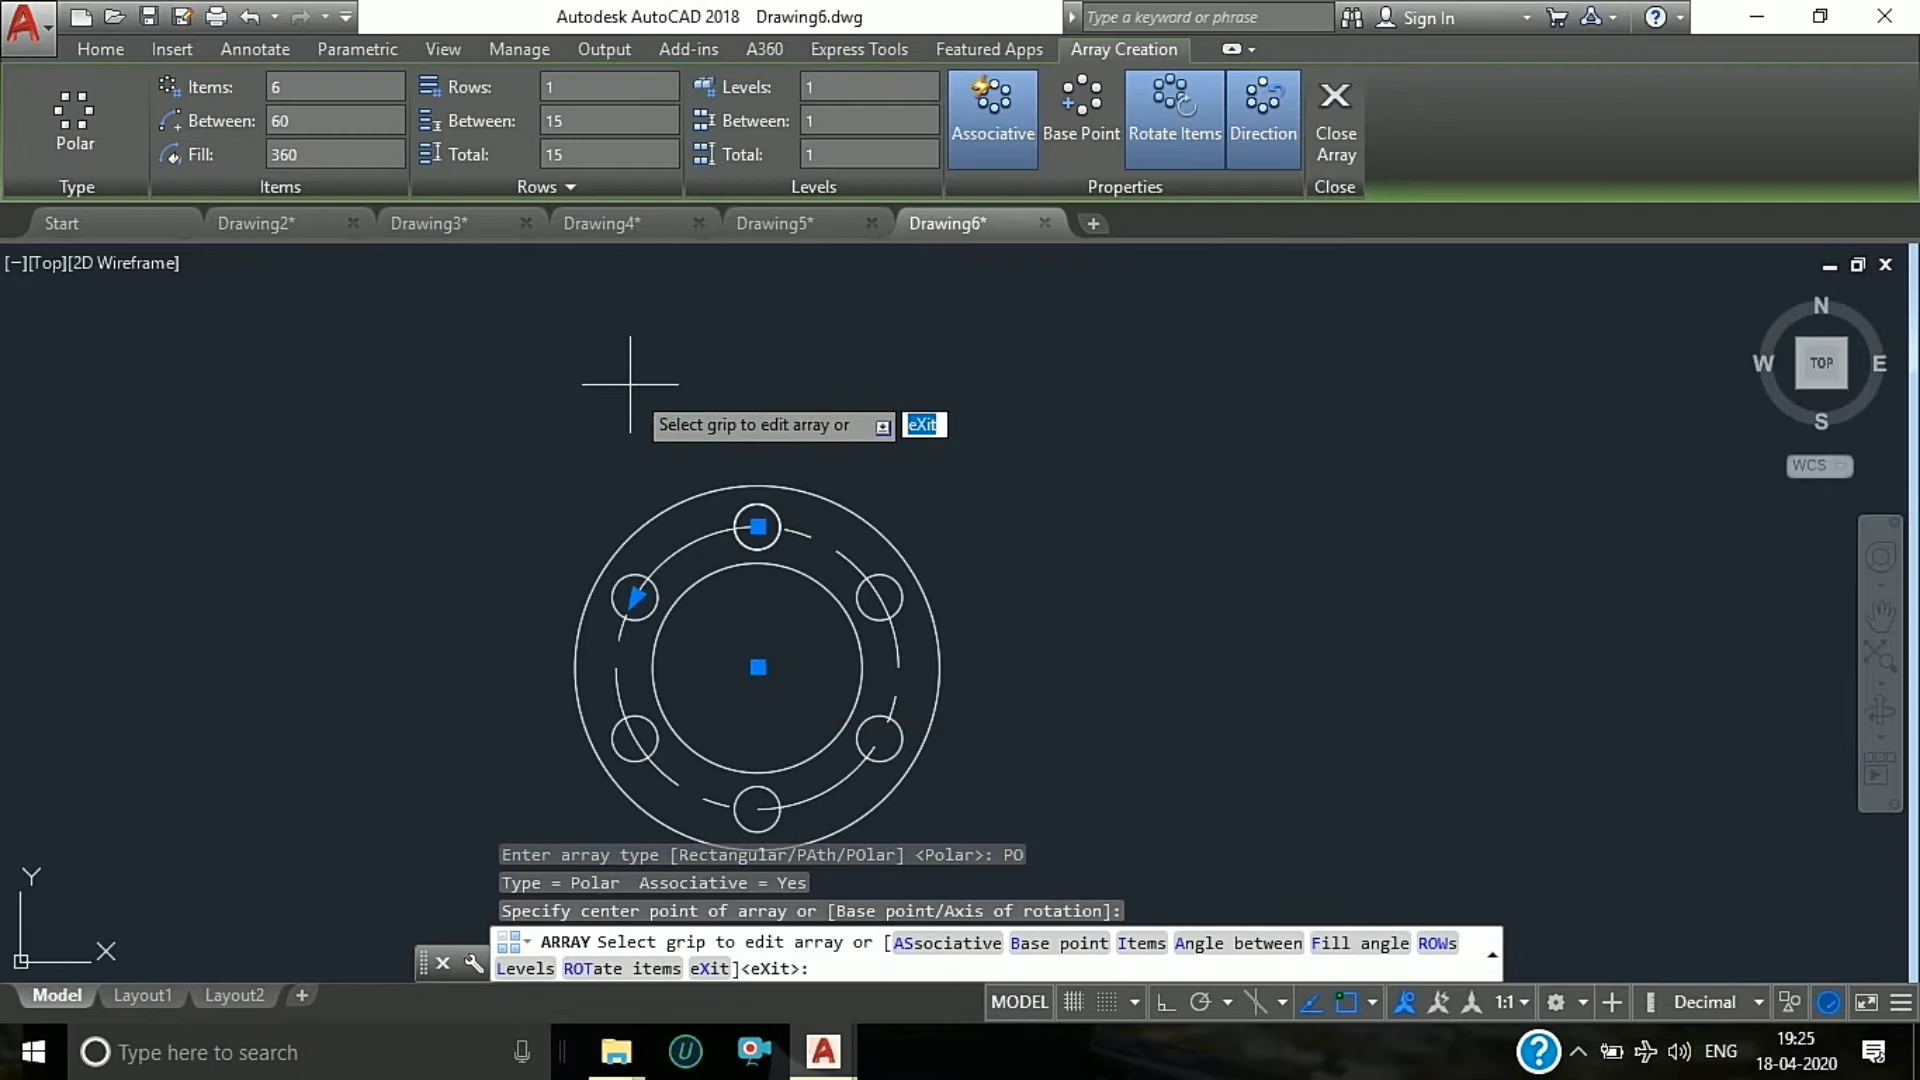 Autodesk AutoCAD 2018 Drawing6.dwg
Type a keyword or phrase
Sign In
Home Insert Annotate Parametric View Manage Output Add-ins A360 Express Tools Featured Apps Array Creation
Items: 6 Rows: 1 Levels: 1
Between: 60 Between: 15 Between: 1
Fill: 360 Total: 15 Total: 1
Polar
Associative Base Point Rotate Items Direction Close Array
Type Items Rows Levels Properties Close
Start Drawing2* Drawing3* Drawing4* Drawing5* Drawing6*
[−][Top][2D Wireframe]
N
W TOP E
S
WCS
Select grip to edit array or eXit
Enter array type [Rectangular/PAth/POlar] <Polar>: PO
Type = Polar Associative = Yes
Specify center point of array or [Base point/Axis of rotation]:
ARRAY Select grip to edit array or [ASsociative Base point Items Angle between Fill angle ROWs
Levels ROTate items eXit]<eXit>:
Y
X
Model Layout1 Layout2
MODEL 1:1 Decimal
Type here to search
ENG
19:25
18-04-2020